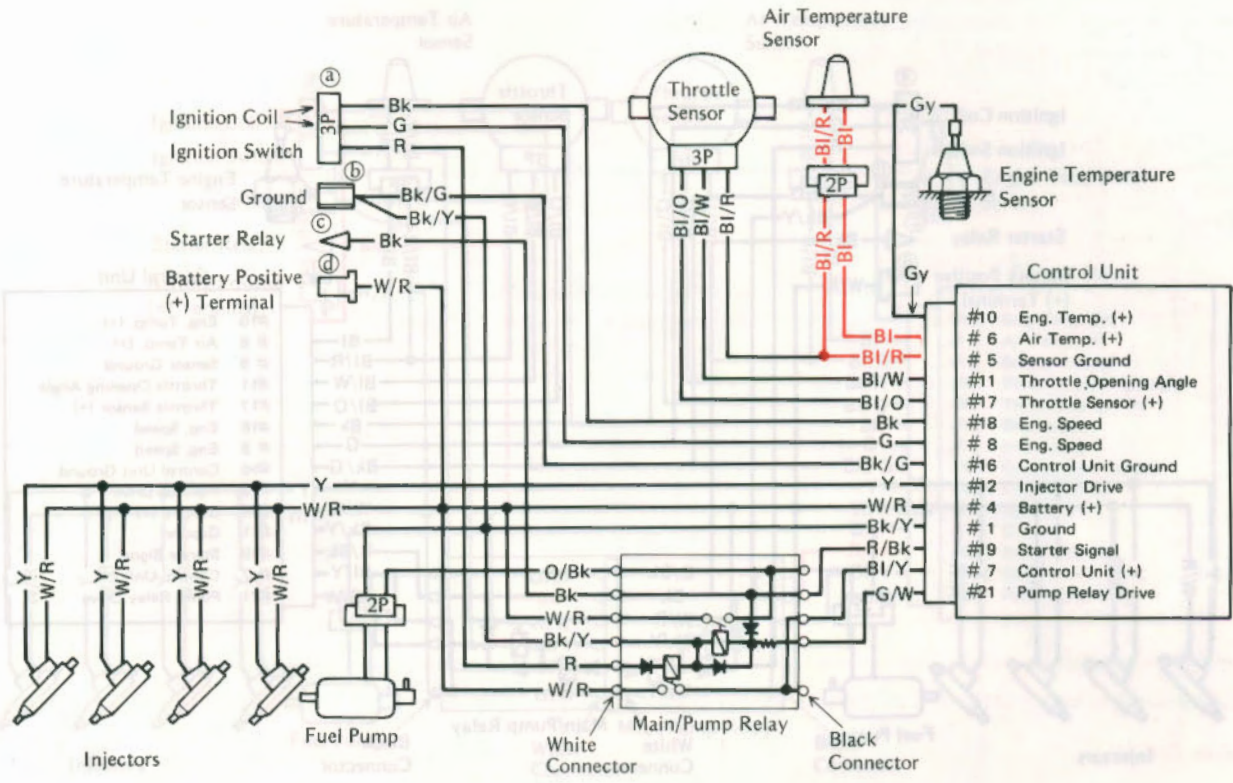 Air Temperature
Sensor
ⓐ
Ignition Coil
Ignition Switch
3P
Bk
G
R
Throttle
Sensor
3P
Gy
Bl/R
Bl
2P
Engine Temperature
Sensor
ⓑ
Ground
Bk/G
Bk/Y
ⓒ
Starter Relay
Bk
ⓓ
Battery Positive
(+) Terminal
W/R
Bl/O
Bl/W
Bl/R
Bl/R
Bl
Gy
Control Unit
#10 Eng. Temp. (+)
Bl # 6 Air Temp. (+)
Bl/R # 5 Sensor Ground
Bl/W #11 Throttle Opening Angle
Bl/O #17 Throttle Sensor (+)
Bk #18 Eng. Speed
G # 8 Eng. Speed
Bk/G #16 Control Unit Ground
Y Y #12 Injector Drive
W/R W/R # 4 Battery (+)
Bk/Y # 1 Ground
R/Bk #19 Starter Signal
Bl/Y # 7 Control Unit (+)
G/W #21 Pump Relay Drive
Y W/R Y W/R Y W/R Y W/R
2P
O/Bk
Bk
W/R
Bk/Y
R
W/R
Injectors
Fuel Pump
Main/Pump Relay
White
Connector
Black
Connector